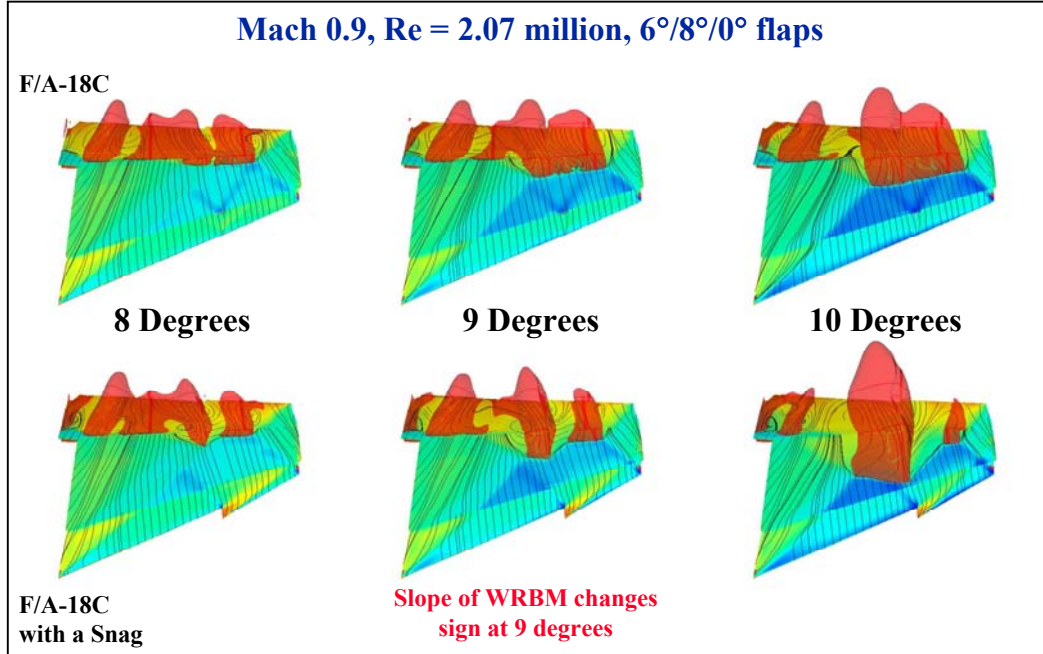 Mach 0.9, Re = 2.07 million, 6°/8°/0° flaps
F/A-18C
8 Degrees
9 Degrees
10 Degrees
F/A-18C
with a Snag
Slope of WRBM changes
sign at 9 degrees